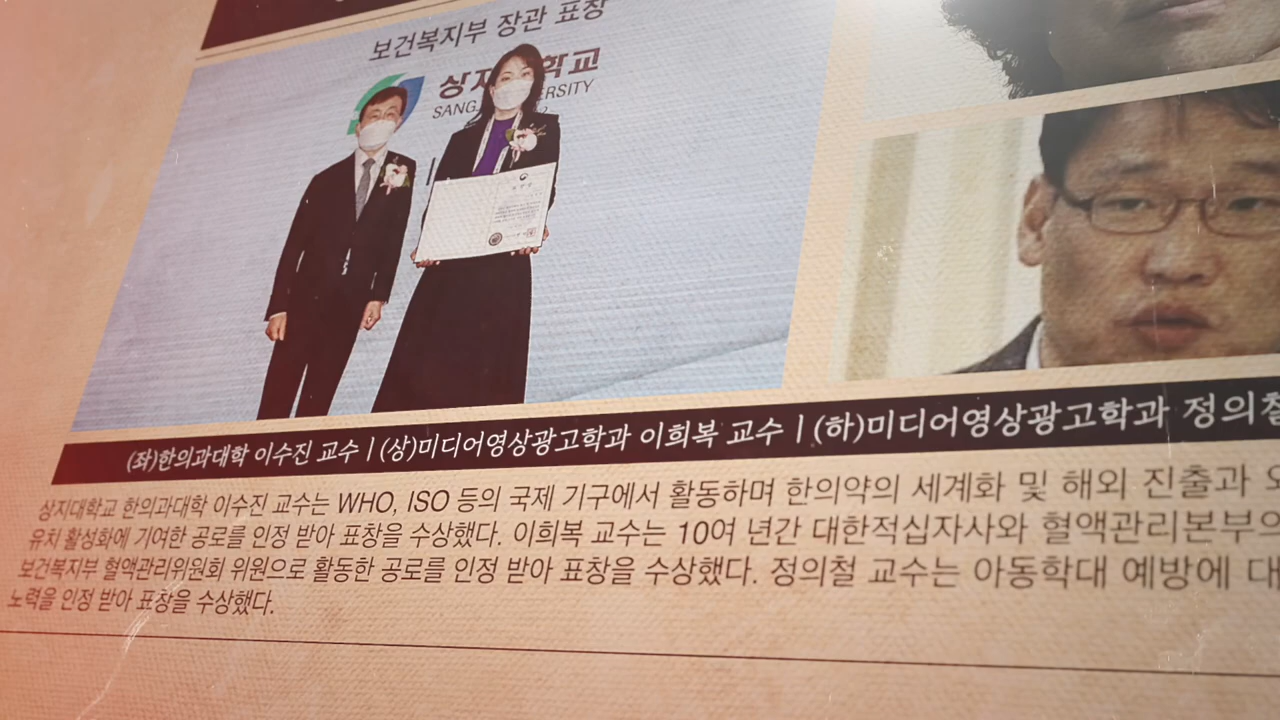 보건복지부 장관 표창
상지 학교
SANG ERSITY
(좌)한의과대학 이수진 교수 | (상)미디어영상광고학과 이희복 교수 | (하)미디어영상광고학과 정의철
상지대학교 한의과대학 이수진 교수는 WHO, ISO 등의 국제 기구에서 활동하며 한의약의 세계화 및 해외 진출과
유치 활성화에 기여한 공로를 인정 받아 표창을 수상했다. 이희복 교수는 10여 년간 대한적십자사와 혈액관리본부의
보건복지부 혈액관리위원회 위원으로 활동한 공로를 인정 받아 표창을 수상했다. 정의철 교수는 아동학대 예방에 대
노력을 인정 받아 표창을 수상했다.